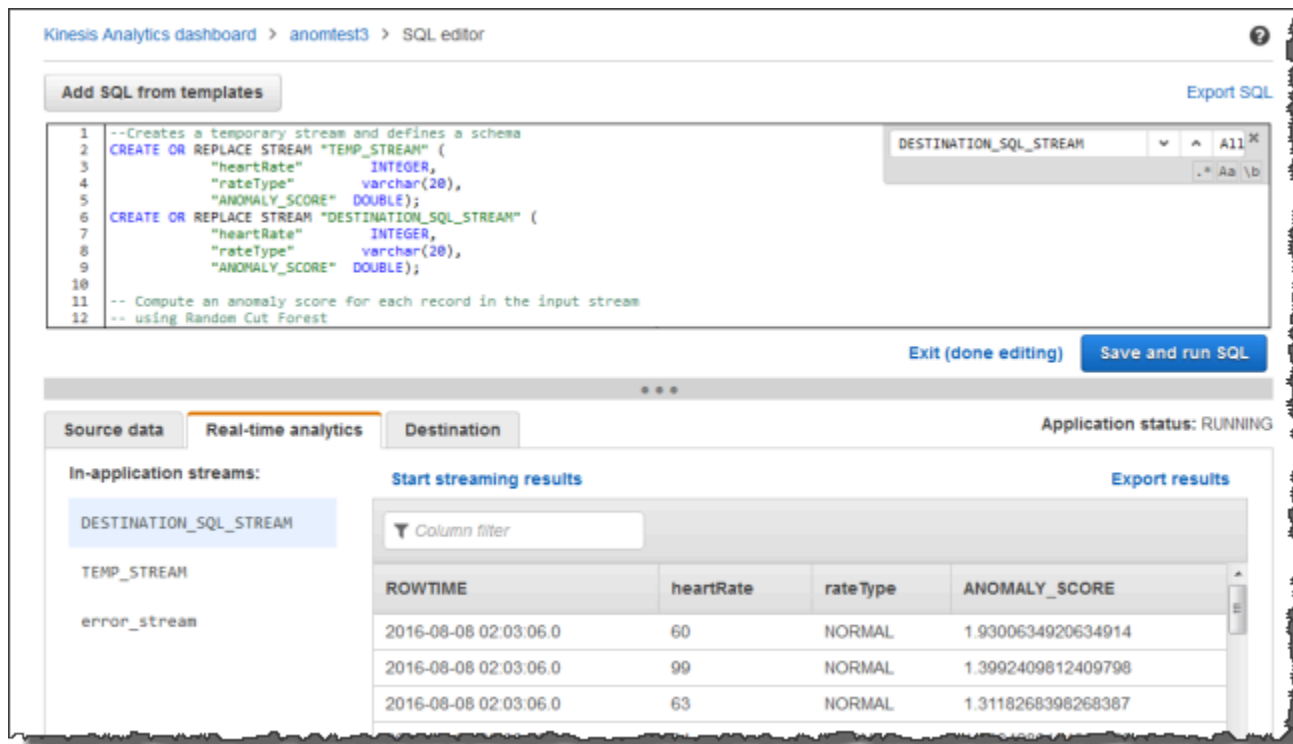 Kinesis Analytics dashboard > anomtest3 > SQL editor
Add SQL from templates
Export SQL
1 --Creates a temporary stream and defines a schema
2 CREATE OR REPLACE STREAM "TEMP_STREAM" (
3 "heartRate" INTEGER,
4 "rateType" varchar(20),
5 "ANOMALY_SCORE" DOUBLE);
6 CREATE OR REPLACE STREAM "DESTINATION_SQL_STREAM" (
7 "heartRate" INTEGER,
8 "rateType" varchar(20),
9 "ANOMALY_SCORE" DOUBLE);
10
11 -- Compute an anomaly score for each record in the input stream
12 -- using Random Cut Forest
DESTINATION_SQL_STREAM All
.* Aa \b
Exit (done editing) Save and run SQL
Source data Real-time analytics Destination
Application status: RUNNING
In-application streams:
DESTINATION_SQL_STREAM
TEMP_STREAM
error_stream
Start streaming results Export results
Column filter
ROWTIME heartRate rateType ANOMALY_SCORE
2016-08-08 02:03:06.0 60 NORMAL 1.9300634920634914
2016-08-08 02:03:06.0 99 NORMAL 1.3992409812409798
2016-08-08 02:03:06.0 63 NORMAL 1.3118268398268387